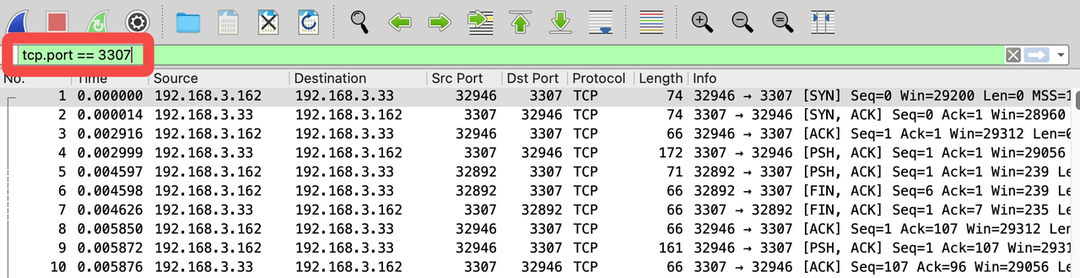 tcp.port == 3307
No. Time Source Destination Src Port Dst Port Protocol Length Info
1 0.000000 192.168.3.162 192.168.3.33 32946 3307 TCP 74 32946 → 3307 [SYN] Seq=0 Win=29200 Len=0 MSS=1
2 0.000014 192.168.3.33 192.168.3.162 3307 32946 TCP 74 3307 → 32946 [SYN, ACK] Seq=0 Ack=1 Win=28960
3 0.002916 192.168.3.162 192.168.3.33 32946 3307 TCP 66 32946 → 3307 [ACK] Seq=1 Ack=1 Win=29312 Len=0
4 0.002999 192.168.3.33 192.168.3.162 3307 32946 TCP 172 3307 → 32946 [PSH, ACK] Seq=1 Ack=1 Win=29056
5 0.004597 192.168.3.162 192.168.3.33 32892 3307 TCP 71 32892 → 3307 [PSH, ACK] Seq=1 Ack=1 Win=239 Le
6 0.004598 192.168.3.162 192.168.3.33 32892 3307 TCP 66 32892 → 3307 [FIN, ACK] Seq=6 Ack=1 Win=239 Le
7 0.004626 192.168.3.33 192.168.3.162 3307 32892 TCP 66 3307 → 32892 [FIN, ACK] Seq=1 Ack=7 Win=235 Le
8 0.005850 192.168.3.162 192.168.3.33 32946 3307 TCP 66 32946 → 3307 [ACK] Seq=1 Ack=107 Win=29312 Len
9 0.005872 192.168.3.162 192.168.3.33 32946 3307 TCP 161 32946 → 3307 [PSH, ACK] Seq=1 Ack=107 Win=2931
10 0.005876 192.168.3.33 192.168.3.162 3307 32946 TCP 66 3307 → 32946 [ACK] Seq=107 Ack=96 Win=29056 Le